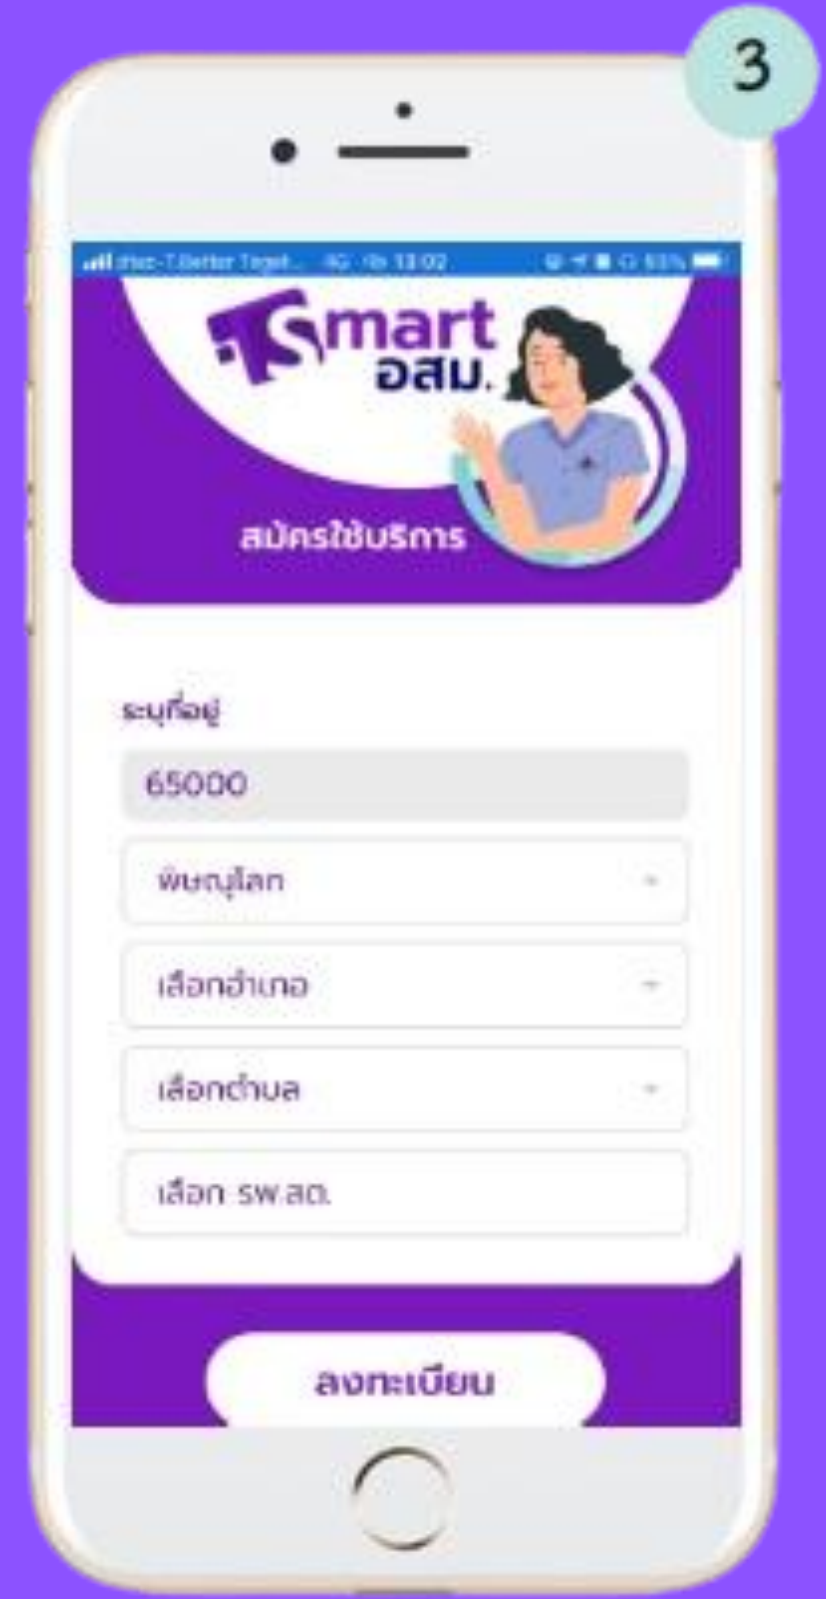 3
13:02
Smart
อสม.
สมัครใช้บริการ
ระบุที่อยู่
65000
พิษณุโลก
เลือกอำเภอ
เลือกตำบล
เลือก รพ.สต.
ลงทะเบียน